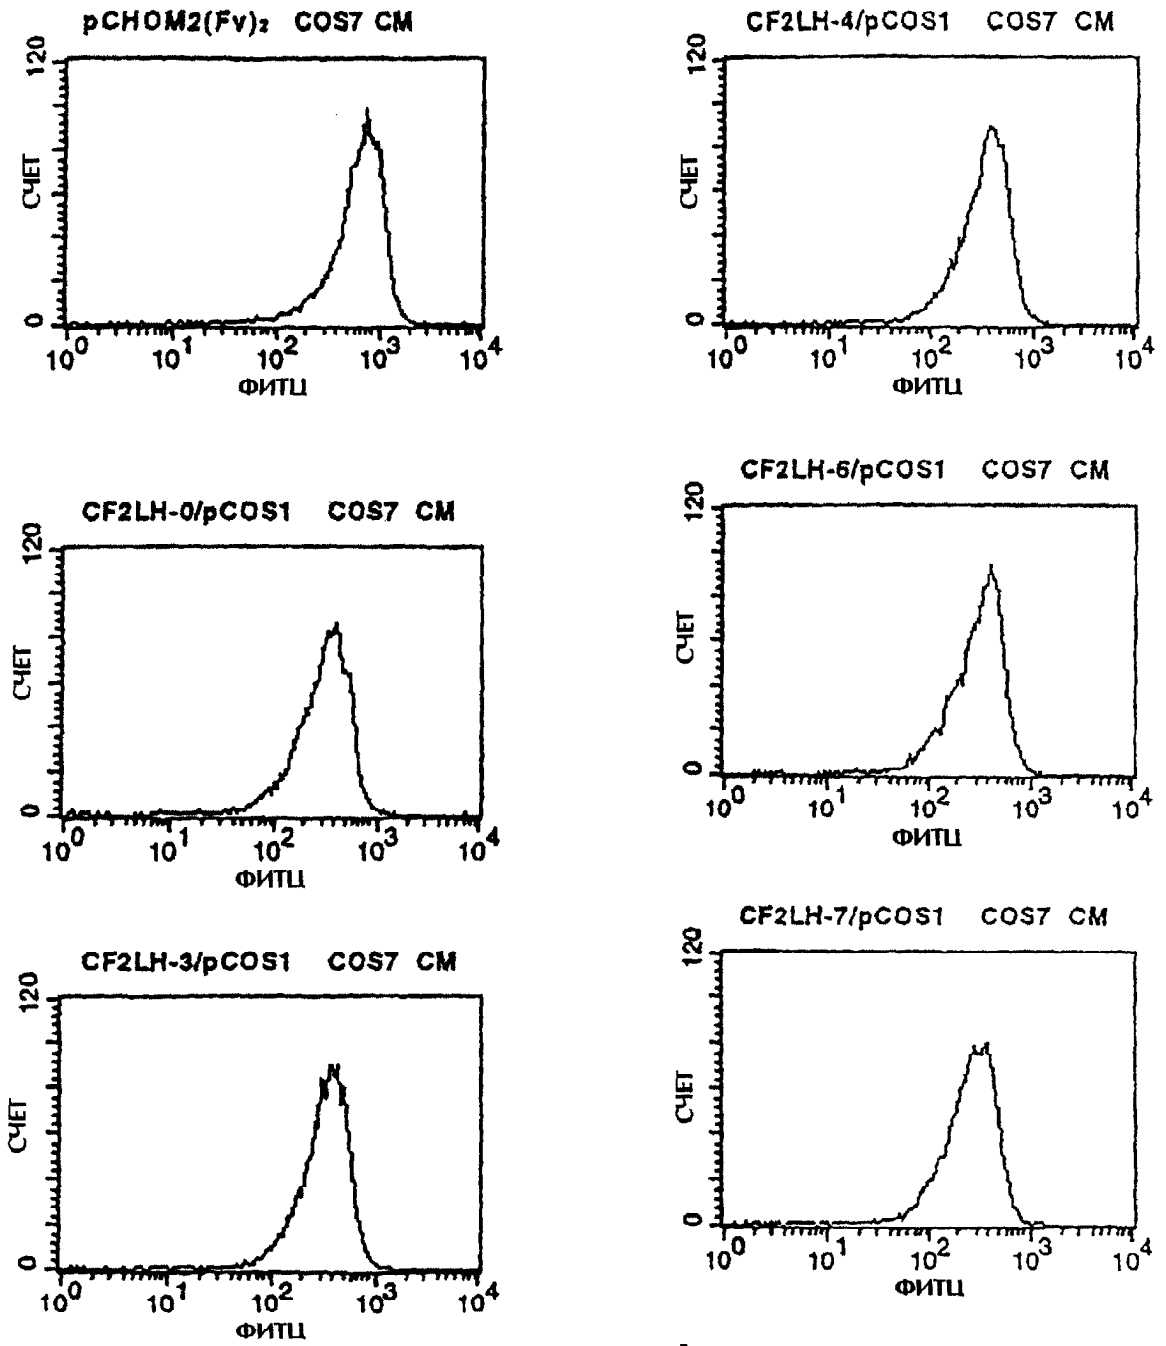 pCHOM2(Fv)₂ COS7 CM
120
СЧЕТ
0
10⁰ 10¹ 10² 10³ 10⁴
ФИТЦ
CF2LH-0/pCOS1 COS7 CM
120
СЧЕТ
0
10⁰ 10¹ 10² 10³ 10⁴
ФИТЦ
CF2LH-3/pCOS1 COS7 CM
120
СЧЕТ
0
10⁰ 10¹ 10² 10³ 10⁴
ФИТЦ
CF2LH-4/pCOS1 COS7 CM
120
СЧЕТ
0
10⁰ 10¹ 10² 10³ 10⁴
ФИТЦ
CF2LH-6/pCOS1 COS7 CM
120
СЧЕТ
0
10⁰ 10¹ 10² 10³ 10⁴
ФИТЦ
CF2LH-7/pCOS1 COS7 CM
120
СЧЕТ
0
10⁰ 10¹ 10² 10³ 10⁴
ФИТЦ